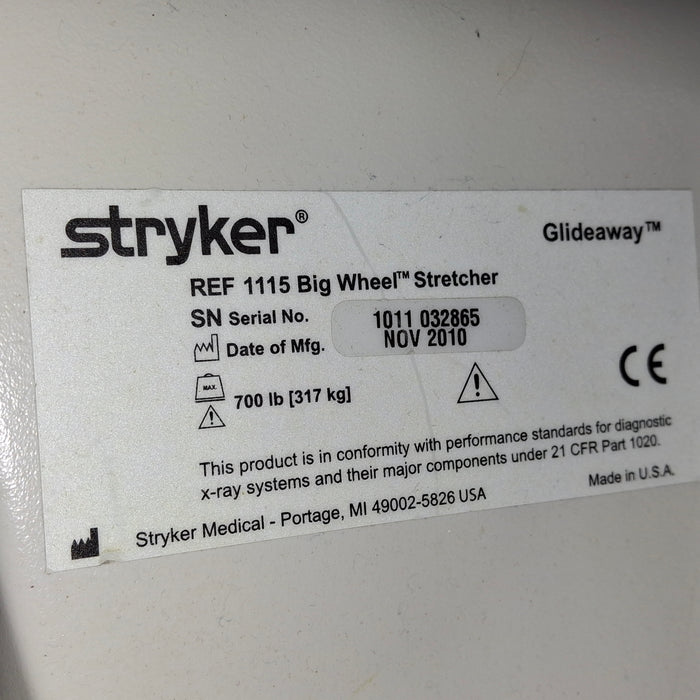 stryker®
Glideaway™
REF 1115 Big Wheel™ Stretcher
SN Serial No. 1011 032865
Date of Mfg. NOV 2010
MAX.
700 lb [317 kg]
CE
This product is in conformity with performance standards for diagnostic
x-ray systems and their major components under 21 CFR Part 1020.
Made in U.S.A.
Stryker Medical - Portage, MI 49002-5826 USA